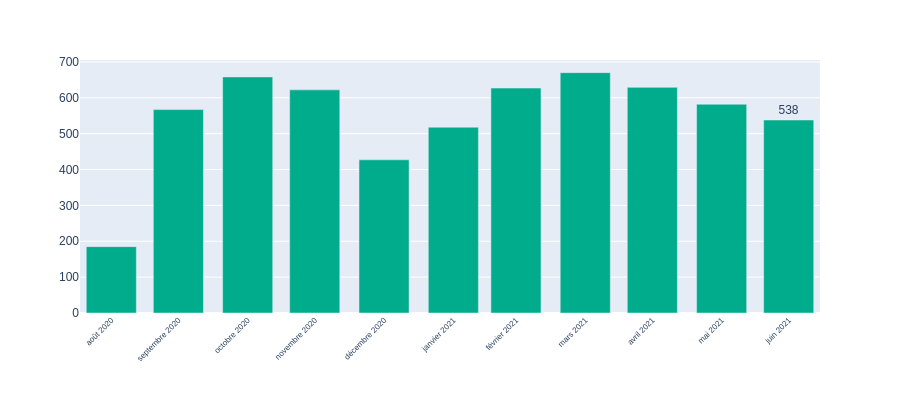 700
600
500
400
300
200
100
0
538
août 2020
septembre 2020
octobre 2020
novembre 2020
décembre 2020
janvier 2021
février 2021
mars 2021
avril 2021
mai 2021
juin 2021